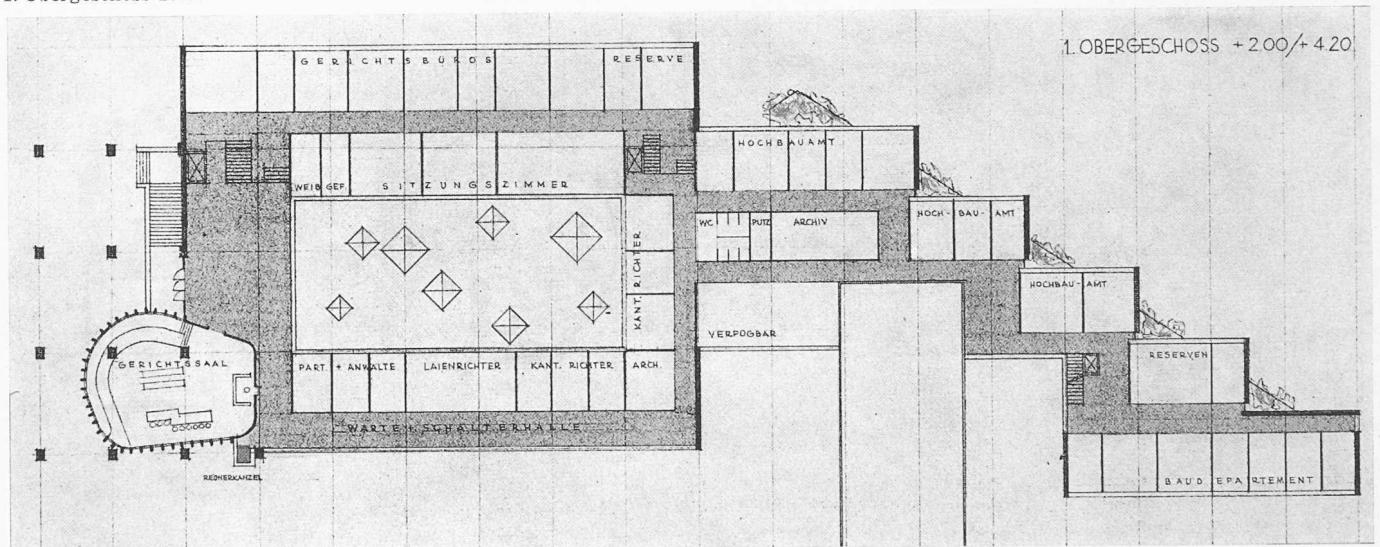 1. OBERGESCHOSS +2.00/+4.20
GERICHTSBÜROS
RESERVE
HOCHBAUAMT
WEIB
GEF.
SITZUNGSZIMMER
WC
PUTZ
ARCHIV
HOCH-BAU-AMT
KANT. RICHTER
HOCHBAU-AMT
VERFÜGBAR
GERICHTSSAAL
PART. + ANWÄLTE
LAIENRICHTER
KANT. RICHTER
ARCH.
RESERVEN
WARTE + SCHALTERHALLE
REDNERKANZEL
BAUDEPARTEMENT